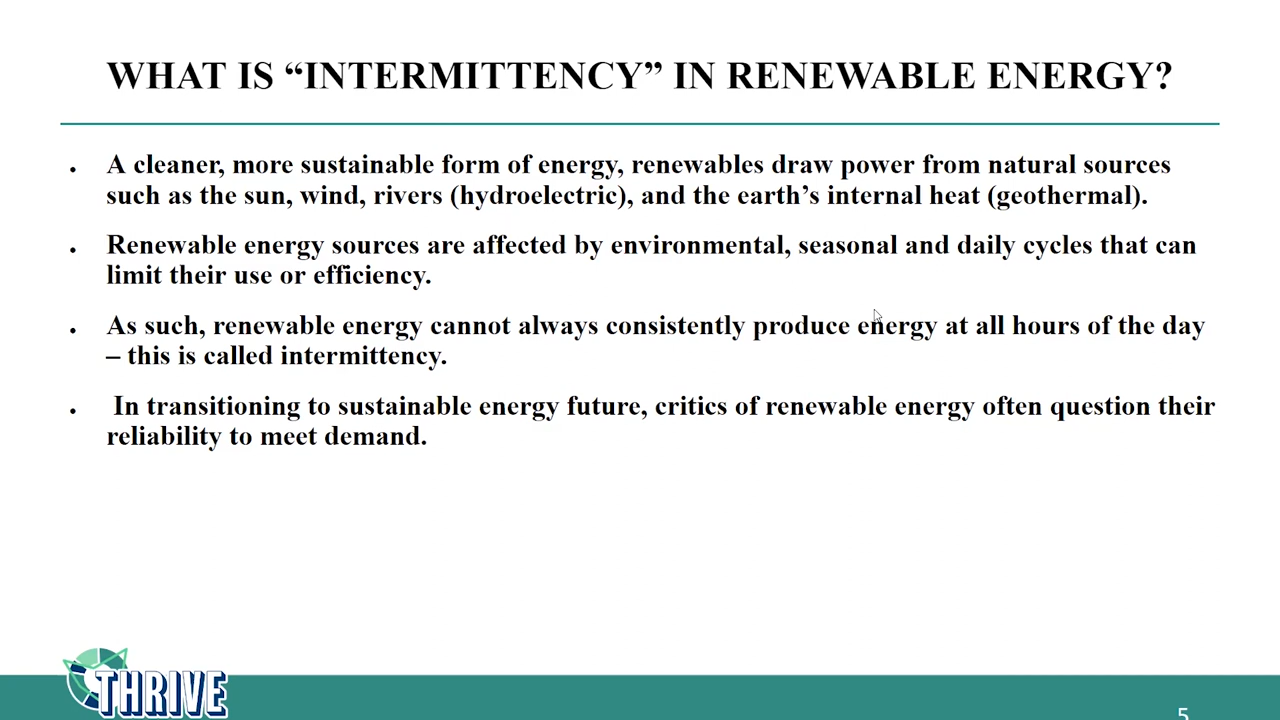 WHAT IS “INTERMITTENCY” IN RENEWABLE ENERGY?
• A cleaner, more sustainable form of energy, renewables draw power from natural sources
such as the sun, wind, rivers (hydroelectric), and the earth’s internal heat (geothermal).
• Renewable energy sources are affected by environmental, seasonal and daily cycles that can
limit their use or efficiency.
• As such, renewable energy cannot always consistently produce energy at all hours of the day
– this is called intermittency.
• In transitioning to sustainable energy future, critics of renewable energy often question their
reliability to meet demand.
THRIVE
5